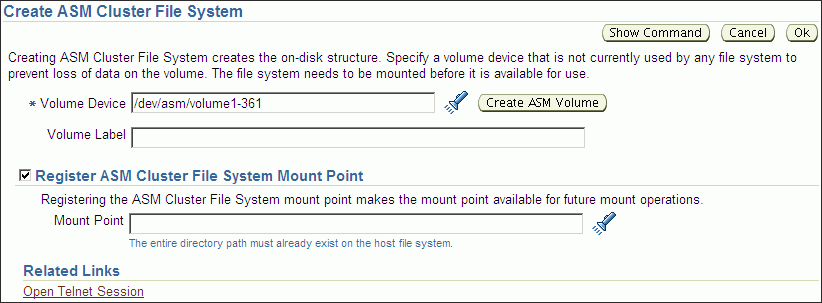 Create ASM Cluster File System
Show Command Cancel Ok
Creating ASM Cluster File System creates the on-disk structure. Specify a volume device that is not currently used by any file system to
prevent loss of data on the volume. The file system needs to be mounted before it is available for use.
* Volume Device /dev/asm/volume1-361 Create ASM Volume
Volume Label
Register ASM Cluster File System Mount Point
Registering the ASM Cluster File System mount point makes the mount point available for future mount operations.
Mount Point
The entire directory path must already exist on the host file system.
Related Links
Open Telnet Session